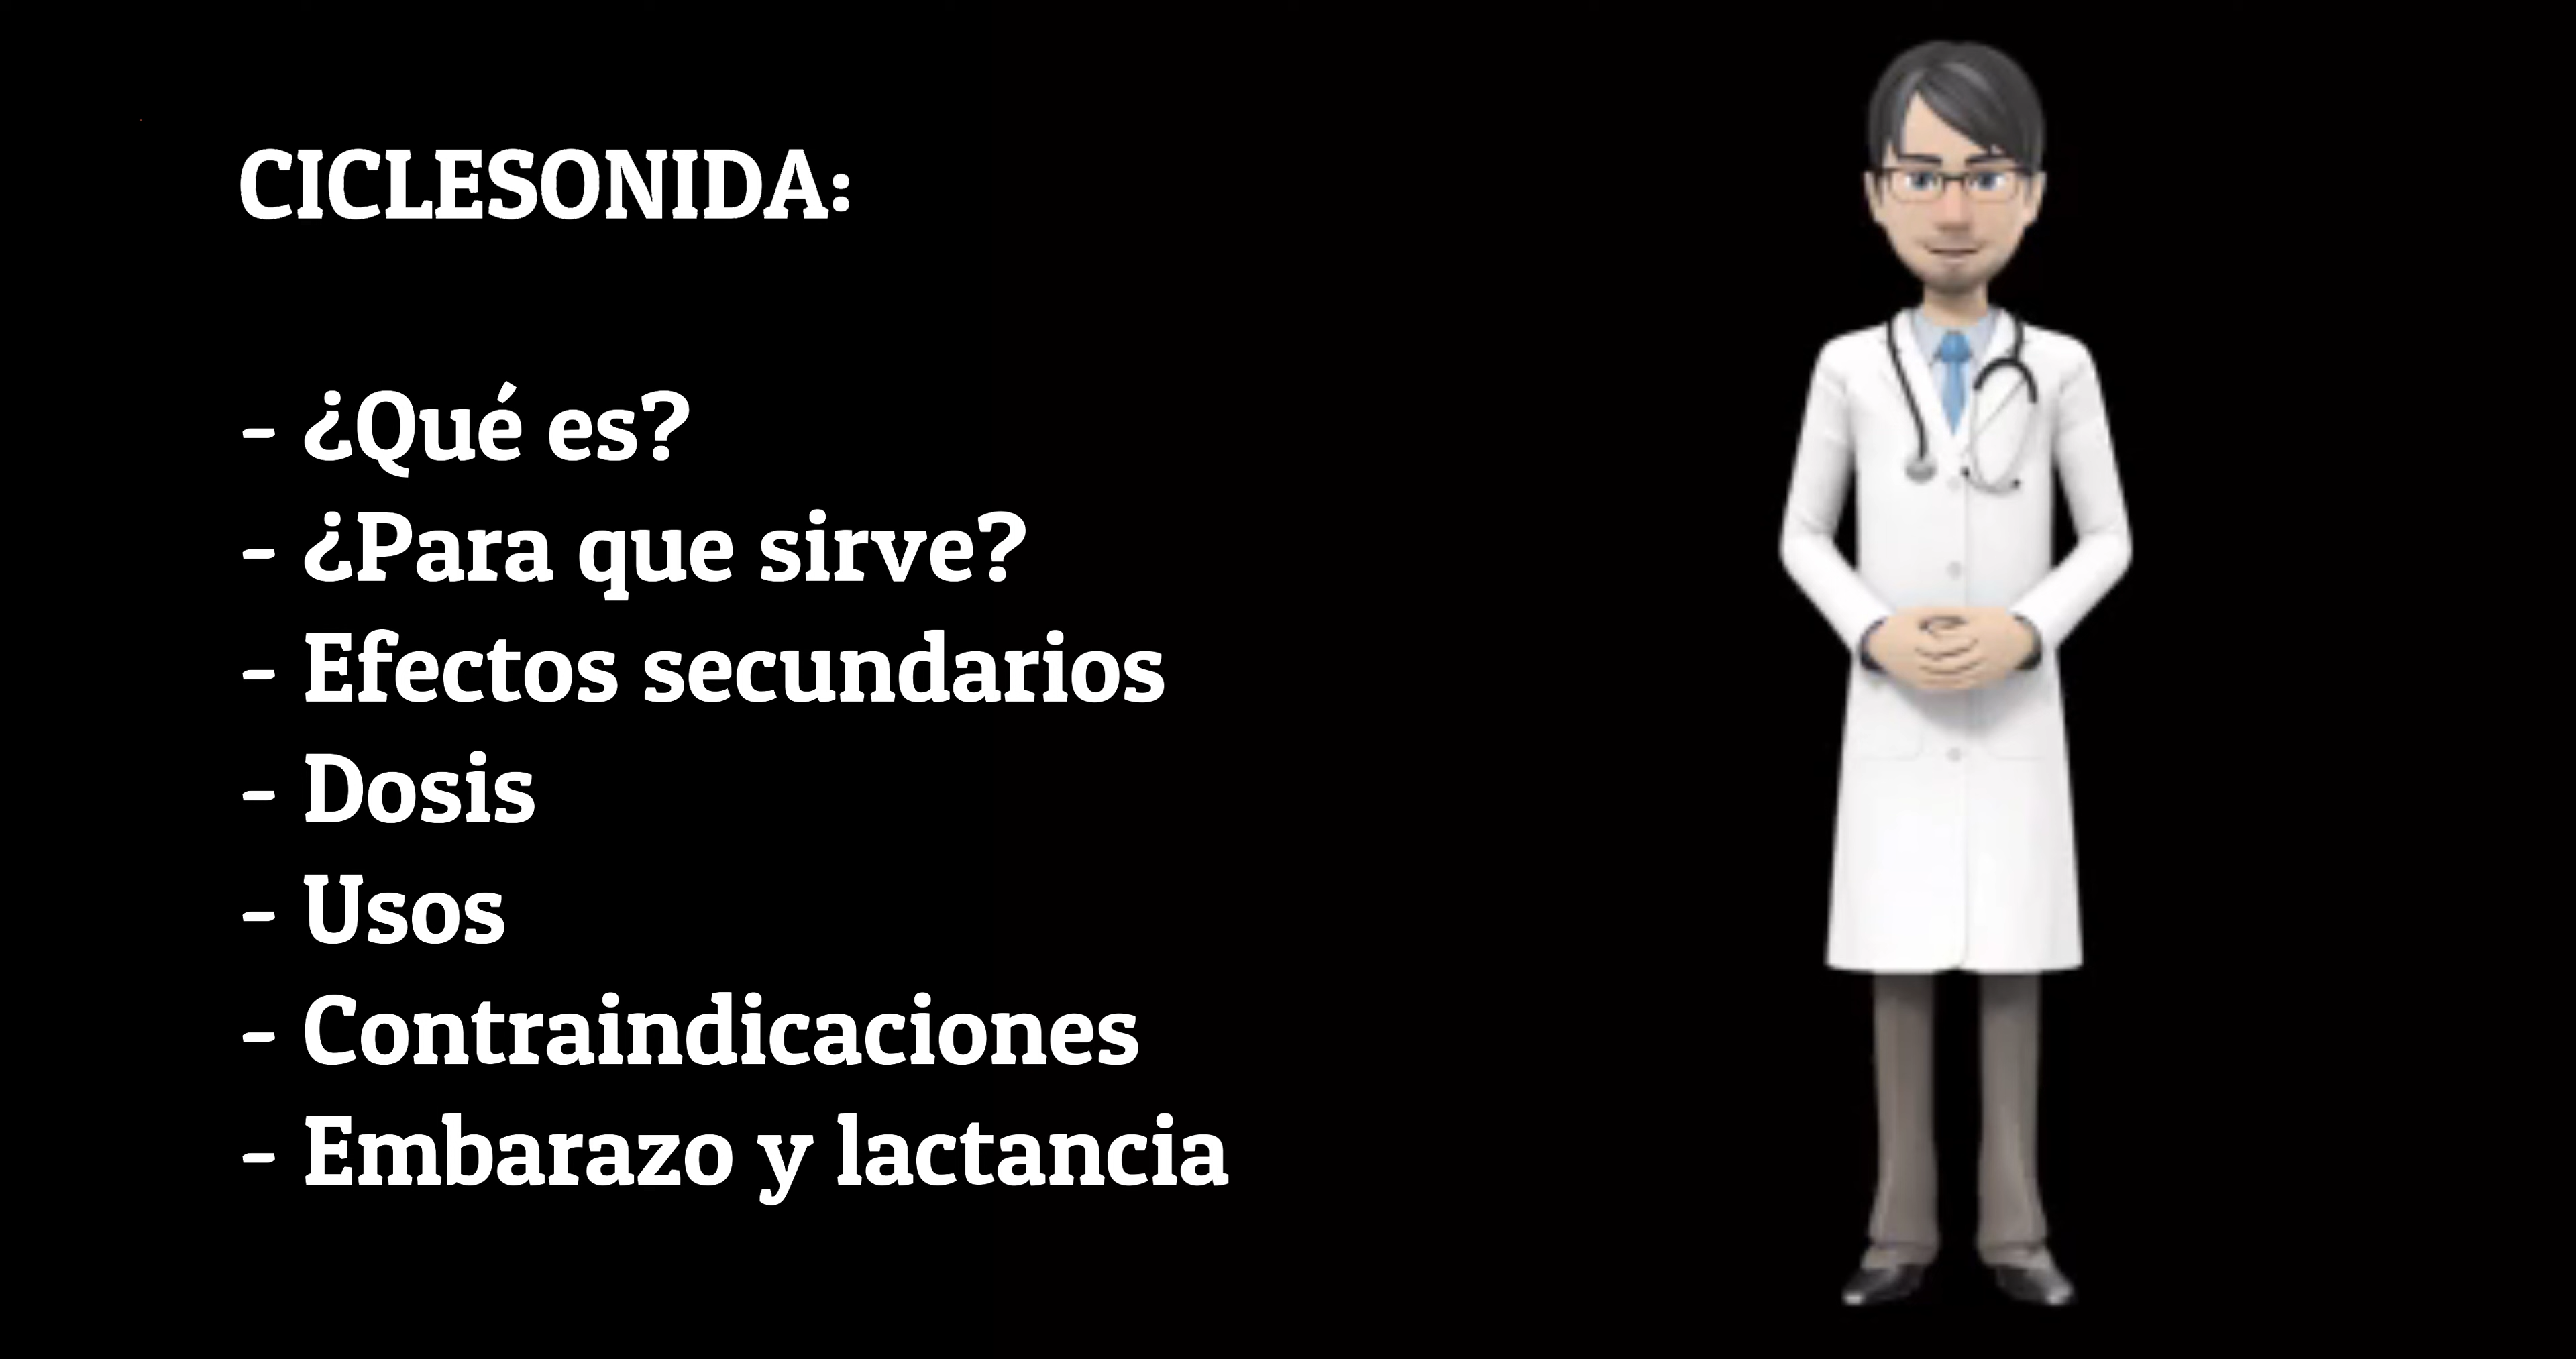 CICLESONIDA:
- ¿Qué es?
- ¿Para que sirve?
- Efectos secundarios
- Dosis
- Usos
- Contraindicaciones
- Embarazo y lactancia